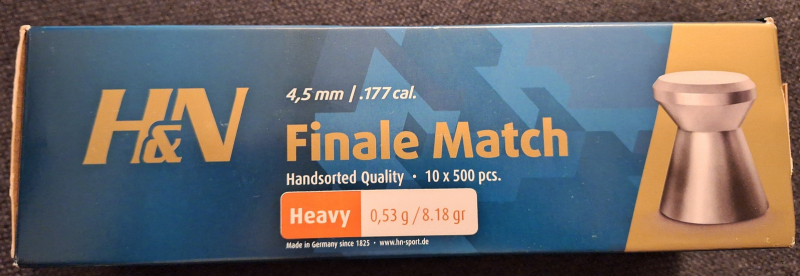 H&N
4,5 mm | .177 cal.
Finale Match
Handsorted Quality · 10 x 500 pcs.
Heavy 0,53 g / 8.18 gr
Made in Germany since 1825 · www.hn-sport.de